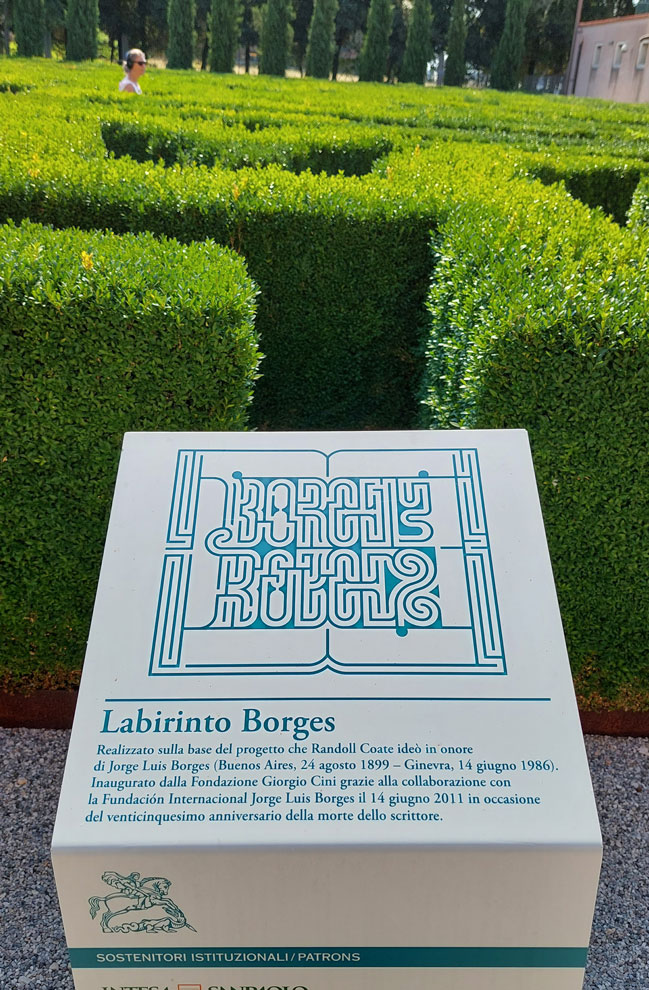 Labirinto Borges
Realizzato sulla base del progetto che Randoll Coate ideò in onore
di Jorge Luis Borges (Buenos Aires, 24 agosto 1899 – Ginevra, 14 giugno 1986).
Inaugurato dalla Fondazione Giorgio Cini grazie alla collaborazione con
la Fundación Internacional Jorge Luis Borges il 14 giugno 2011 in occasione
del venticinquesimo anniversario della morte dello scrittore.
SOSTENITORI ISTITUZIONALI/PATRONS
INTESA SANPAOLO